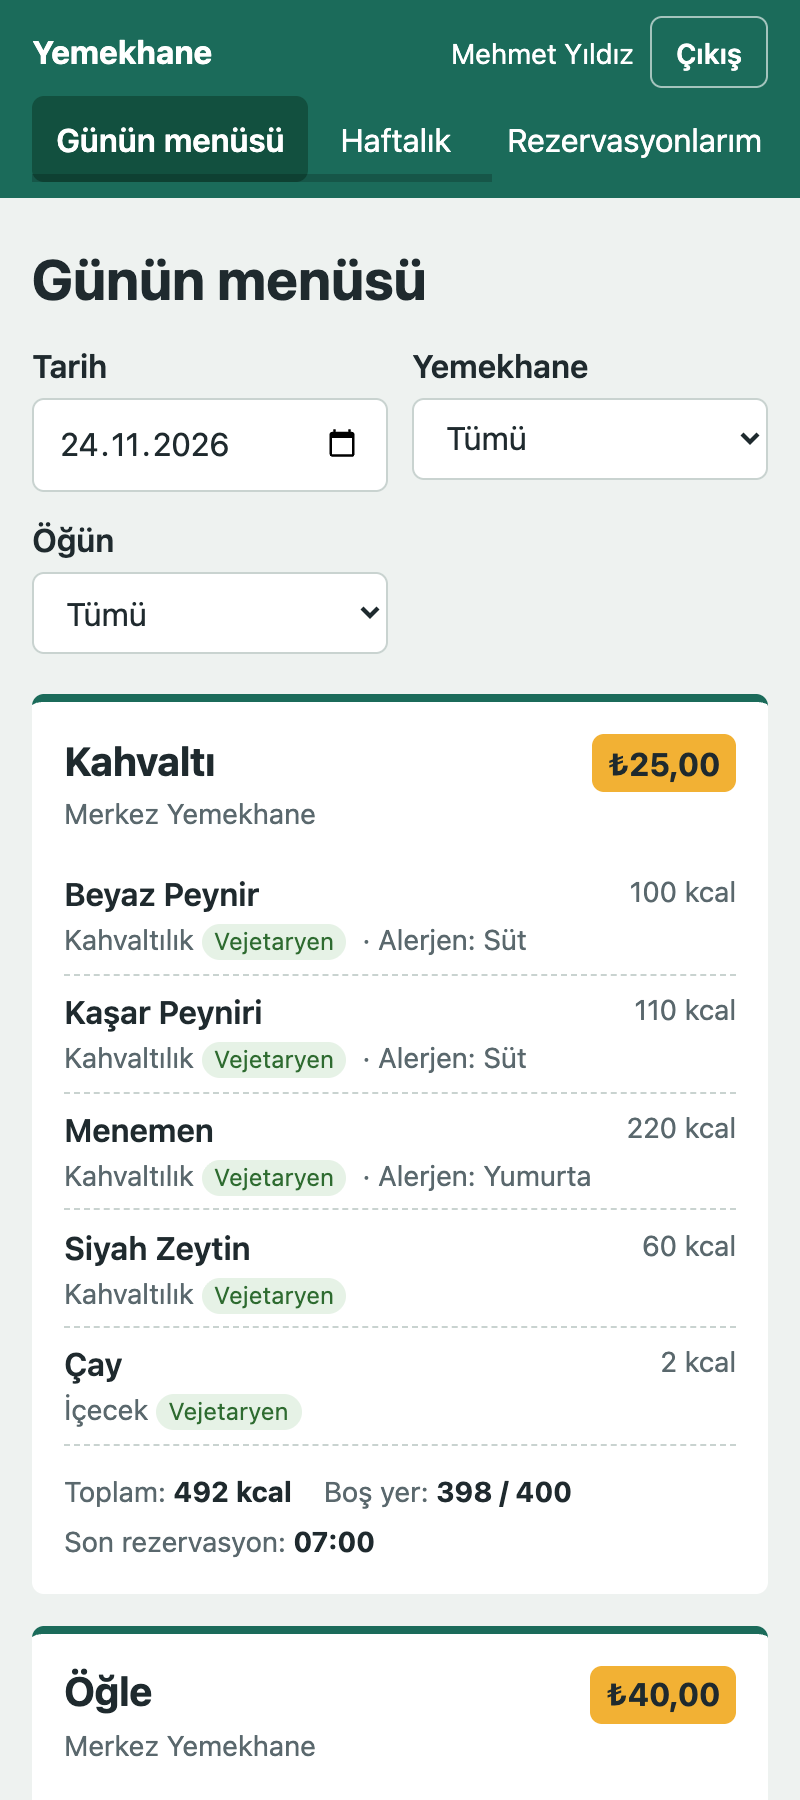 Yemekhane
Mehmet Yıldız
Çıkış
Günün menüsü
Haftalık
Rezervasyonlarım
Günün menüsü
Tarih
Yemekhane
24.11.2026
Tümü
Öğün
Tümü
Kahvaltı
₺25,00
Merkez Yemekhane
Beyaz Peynir
100 kcal
Kahvaltılık Vejetaryen · Alerjen: Süt
Kaşar Peyniri
110 kcal
Kahvaltılık Vejetaryen · Alerjen: Süt
Menemen
220 kcal
Kahvaltılık Vejetaryen · Alerjen: Yumurta
Siyah Zeytin
60 kcal
Kahvaltılık Vejetaryen
Çay
2 kcal
İçecek Vejetaryen
Toplam: 492 kcal Boş yer: 398 / 400
Son rezervasyon: 07:00
Öğle
₺40,00
Merkez Yemekhane